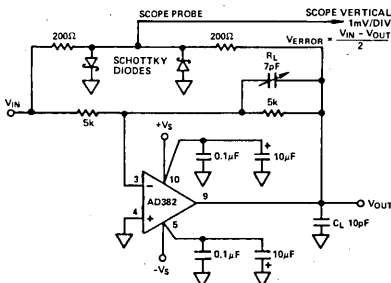 SCOPE PROBE
SCOPE VERTICAL
1mV/DIV
VERROR = VIN - VOUT
2
200Ω
200Ω
SCHOTTKY
DIODES
RL
7pF
VIN
5k
5k
+VS
0.1μF
+
10μF
3
-
10
AD382
9
VOUT
4
+
5
CL 10pF
0.1μF
10μF
+
-VS